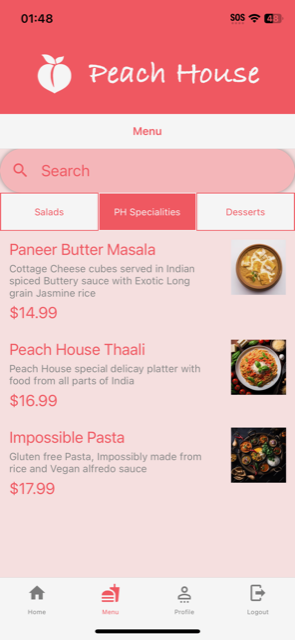 01:48
SOS 4
Peach House
Menu
Search
Salads
PH Specialities
Desserts
Paneer Butter Masala
Cottage Cheese cubes served in Indian
spiced Buttery sauce with Exotic Long
grain Jasmine rice
$14.99
Peach House Thaali
Peach House special delicay platter with
food from all parts of India
$16.99
Impossible Pasta
Gluten free Pasta, Impossibly made from
rice and Vegan alfredo sauce
$17.99
Home
Menu
Profile
Logout